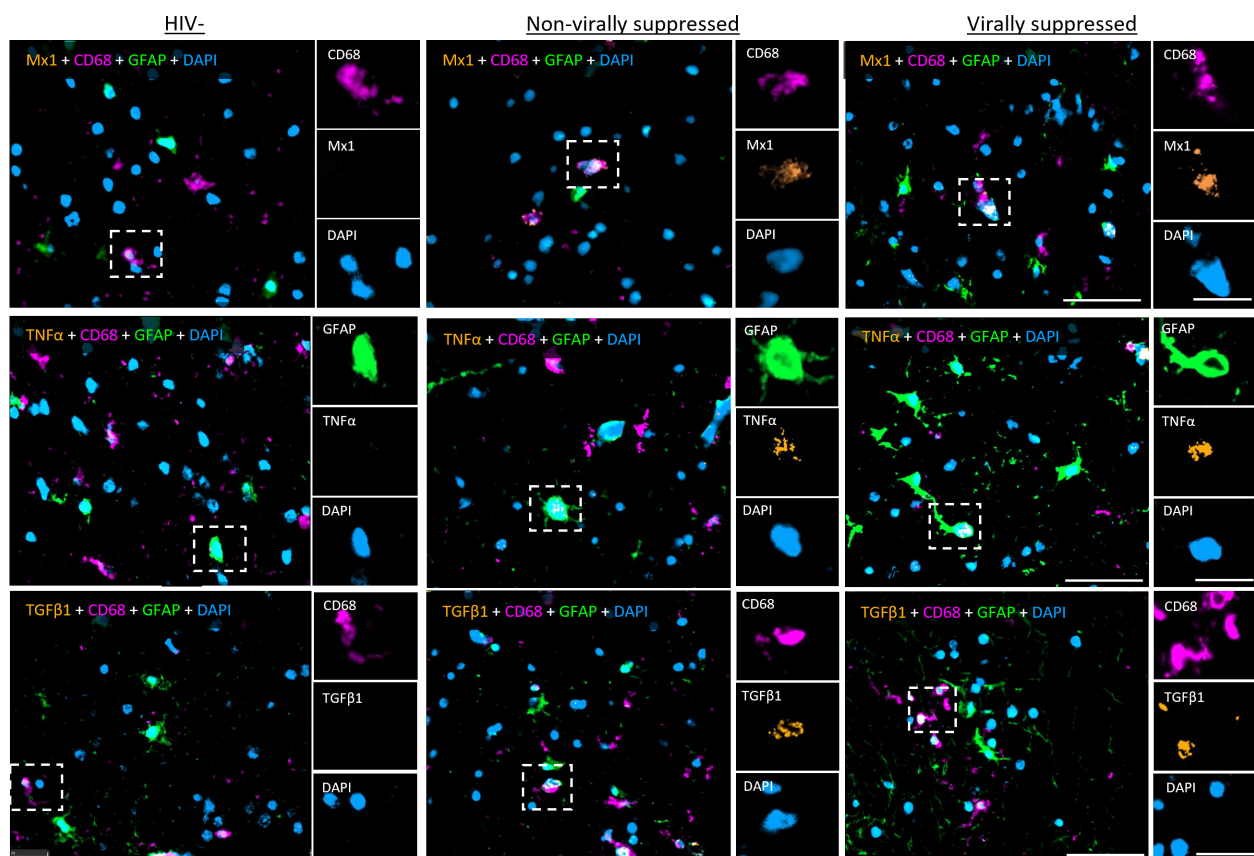 HIV-
Non-virally suppressed
Virally suppressed
Mx1 + CD68 + GFAP + DAPI
CD68
Mx1
DAPI
Mx1 + CD68 + GFAP + DAPI
CD68
Mx1
DAPI
Mx1 + CD68 + GFAP + DAPI
CD68
Mx1
DAPI
TNFα + CD68 + GFAP + DAPI
GFAP
TNFα
DAPI
TNFα + CD68 + GFAP + DAPI
GFAP
TNFα
DAPI
TNFα + CD68 + GFAP + DAPI
GFAP
TNFα
DAPI
TGFβ1 + CD68 + GFAP + DAPI
CD68
TGFβ1
DAPI
TGFβ1 + CD68 + GFAP + DAPI
CD68
TGFβ1
DAPI
TGFβ1 + CD68 + GFAP + DAPI
CD68
TGFβ1
DAPI